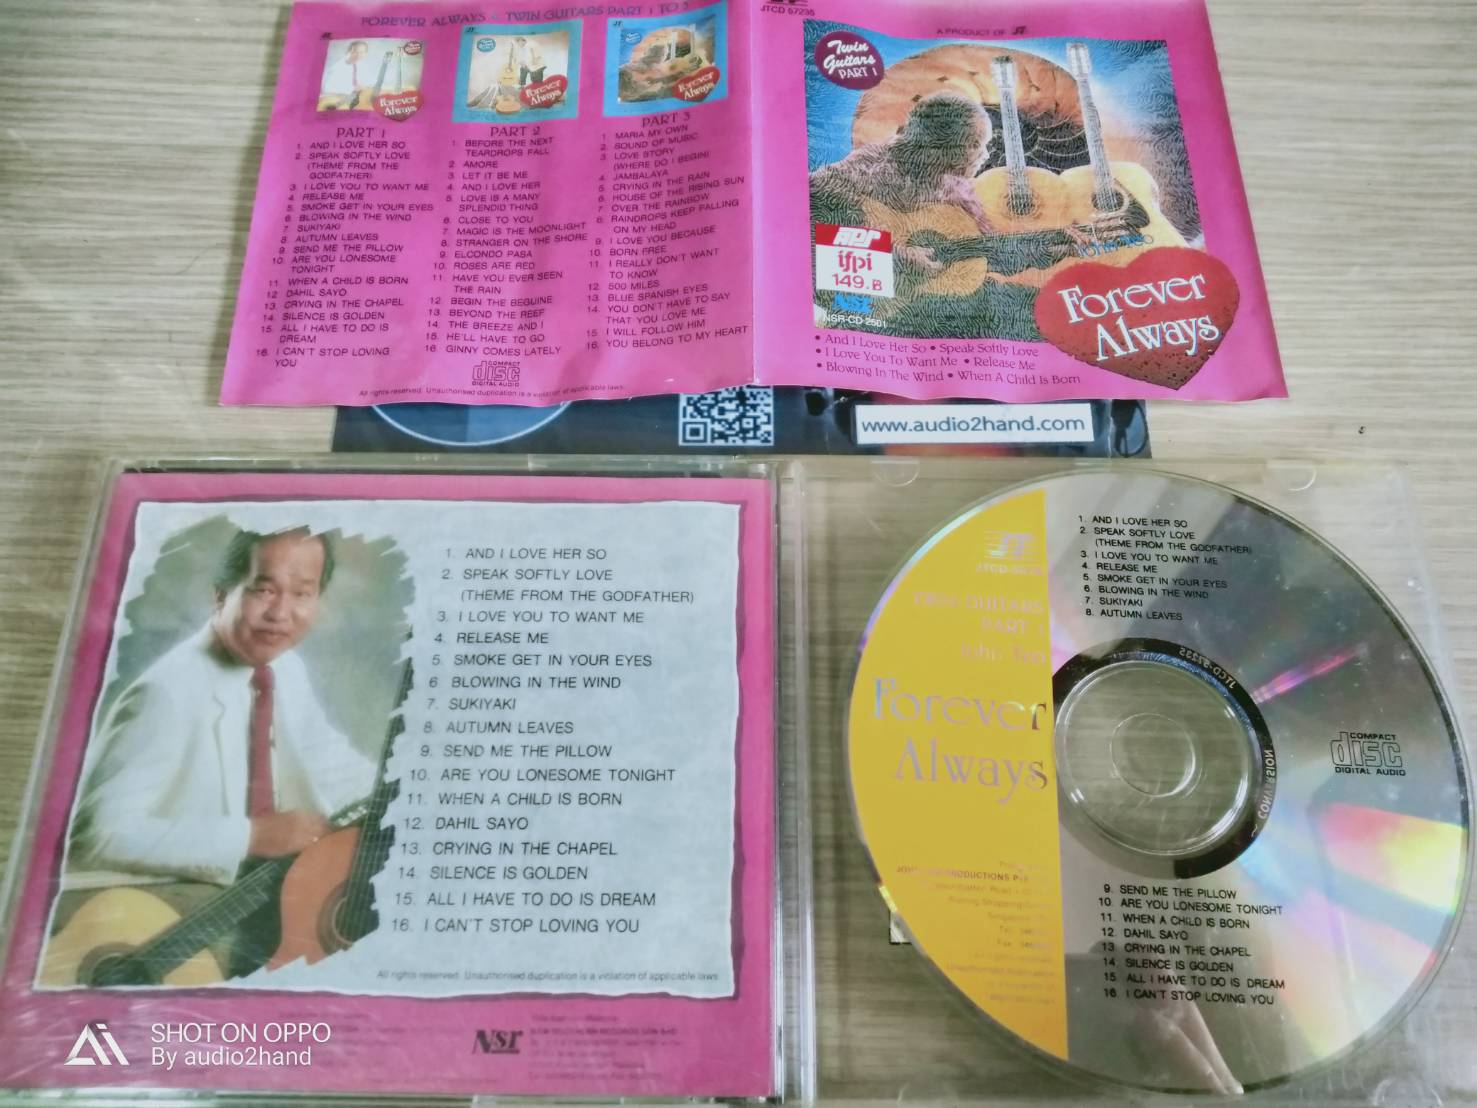 FOREVER ALWAYS - TWIN GUITARS PART 1 TO 3
Forever
Always
Forever
Always
Forever
Always
PART 1
1. AND I LOVE HER SO
2. SPEAK SOFTLY LOVE
(THEME FROM THE
GODFATHER)
3. I LOVE YOU TO WANT ME
4. RELEASE ME
5. SMOKE GET IN YOUR EYES
6. BLOWING IN THE WIND
7. SUKIYAKI
8. AUTUMN LEAVES
9. SEND ME THE PILLOW
10. ARE YOU LONESOME
TONIGHT
11. WHEN A CHILD IS BORN
12. DAHIL SAYO
13. CRYING IN THE CHAPEL
14. SILENCE IS GOLDEN
15. ALL I HAVE TO DO IS
DREAM
16. I CAN'T STOP LOVING
YOU
PART 2
1. BEFORE THE NEXT
TEARDROPS FALL
2. AMORE
3. LET IT BE ME
4. AND I LOVE HER
5. LOVE IS A MANY
SPLENDID THING
6. CLOSE TO YOU
7. MAGIC IS THE MOONLIGHT
8. STRANGER ON THE SHORE
9. ELCONDO PASA
10. ROSES ARE RED
11. HAVE YOU EVER SEEN
THE RAIN
12. BEGIN THE BEGUINE
13. BEYOND THE REEF
14. THE BREEZE AND I
15. HE'LL HAVE TO GO
16. GINNY COMES LATELY
PART 3
1. MARIA MY OWN
2. SOUND OF MUSIC
3. LOVE STORY
(WHERE DO I BEGIN)
4. JAMBALAYA
5. CRYING IN THE RAIN
6. HOUSE OF THE RISING SUN
7. OVER THE RAINBOW
8. RAINDROPS KEEP FALLING
ON MY HEAD
9. I LOVE YOU BECAUSE
10. BORN FREE
11. I REALLY DON'T WANT
TO KNOW
12. 500 MILES
13. BLUE SPANISH EYES
14. YOU DON'T HAVE TO SAY
THAT YOU LOVE ME
15. I WILL FOLLOW HIM
16. YOU BELONG TO MY HEART
COMPACT
disc
DIGITAL AUDIO
All rights reserved. Unauthorised duplication is a violation of applicable laws.
JTCD 57235
A PRODUCT OF JT
Twin
Guitars
PART 1
John Teo
ifpi
149.B
NSR
NSR-CD-2501
Forever
Always
• And I Love Her So • Speak Softly Love
• I Love You To Want Me • Release Me
• Blowing In The Wind • When A Child Is Born
www.audio2hand.com
1. AND I LOVE HER SO
2. SPEAK SOFTLY LOVE
(THEME FROM THE GODFATHER)
3. I LOVE YOU TO WANT ME
4. RELEASE ME
5. SMOKE GET IN YOUR EYES
6 BLOWING IN THE WIND
7. SUKIYAKI
8. AUTUMN LEAVES
9. SEND ME THE PILLOW
10. ARE YOU LONESOME TONIGHT
11. WHEN A CHILD IS BORN
12. DAHIL SAYO
13. CRYING IN THE CHAPEL
14. SILENCE IS GOLDEN
15. ALL I HAVE TO DO IS DREAM
16. I CAN'T STOP LOVING YOU
All rights reserved. Unauthorised duplication is a violation of applicable laws.
NSR
JT
TWIN GUITARS
PART 1
John Teo
Forever
Always
1. AND I LOVE HER SO
2. SPEAK SOFTLY LOVE
(THEME FROM THE GODFATHER)
3. I LOVE YOU TO WANT ME
4. RELEASE ME
5. SMOKE GET IN YOUR EYES
6. BLOWING IN THE WIND
7. SUKIYAKI
8. AUTUMN LEAVES
JTCD-57235
CONVERSION
COMPACT
disc
DIGITAL AUDIO
9. SEND ME THE PILLOW
10. ARE YOU LONESOME TONIGHT
11. WHEN A CHILD IS BORN
12. DAHIL SAYO
13. CRYING IN THE CHAPEL
14. SILENCE IS GOLDEN
15. ALL I HAVE TO DO IS DREAM
16. I CAN'T STOP LOVING YOU
SHOT ON OPPO
By audio2hand